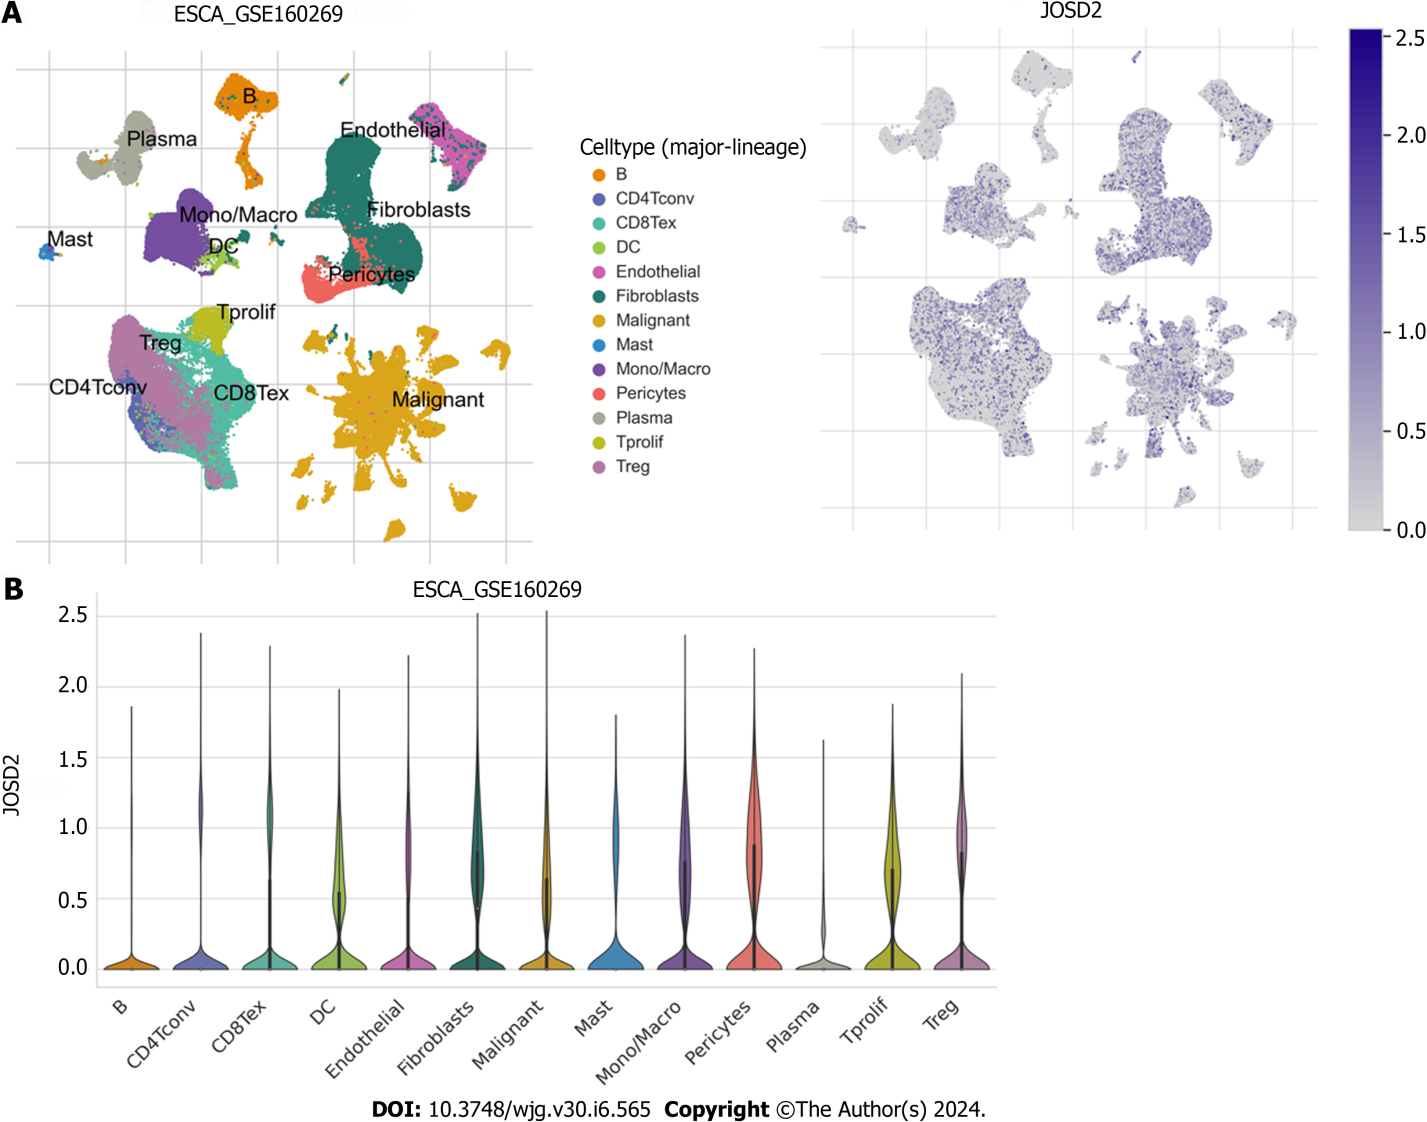 A
ESCA_GSE160269
JOSD2
B
Plasma
Endothelial
Mono/Macro
Fibroblasts
Mast
DC
Pericytes
Tprolif
Treg
CD4Tconv
CD8Tex
Malignant
Celltype (major-lineage)
B
CD4Tconv
CD8Tex
DC
Endothelial
Fibroblasts
Malignant
Mast
Mono/Macro
Pericytes
Plasma
Tprolif
Treg
2.5
2.0
1.5
1.0
0.5
0.0
B
ESCA_GSE160269
JOSD2
2.5
2.0
1.5
1.0
0.5
0.0
B
CD4Tconv
CD8Tex
DC
Endothelial
Fibroblasts
Malignant
Mast
Mono/Macro
Pericytes
Plasma
Tprolif
Treg
DOI: 10.3748/wjg.v30.i6.565 Copyright ©The Author(s) 2024.